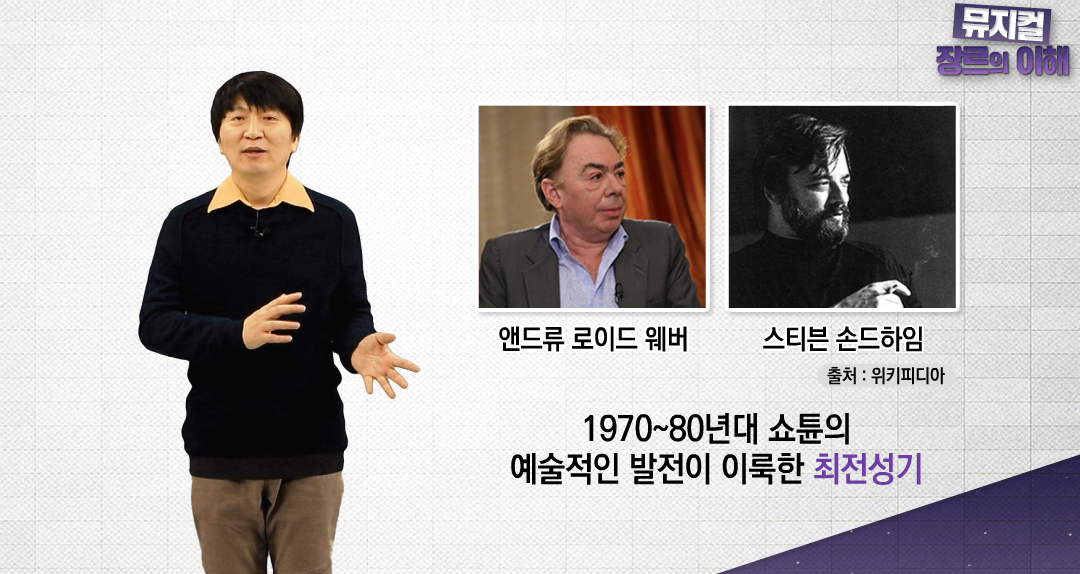 뮤지컬
장르의 이해
앤드류 로이드 웨버
스티븐 손드하임
출처 : 위키피디아
1970~80년대 쇼튠의
예술적인 발전이 이룩한 최전성기